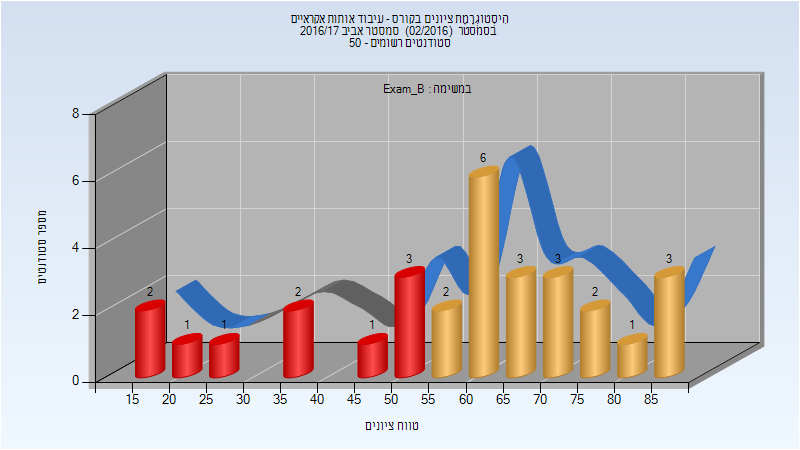 הִיסטוגְרָמַת ציונים בקורס - עיבוד אותות אקראיים
בסמסטר (02/2016) סמסטר אביב 2016/17
סטודנטים רשומים - 50
במשימה : Exam_B
מספר סטודנטים
8
6
4
2
0
2
1
1
2
1
3
2
6
3
3
2
1
3
15 20 25 30 35 40 45 50 55 60 65 70 75 80 85
טווח ציונים